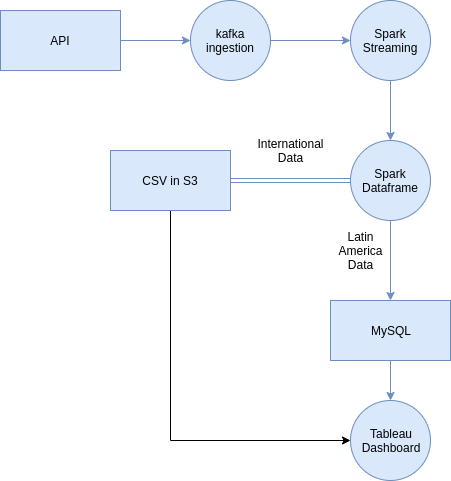 API
kafka
ingestion
Spark
Streaming
International
Data
CSV in S3
Spark
Dataframe
Latin
America
Data
MySQL
Tableau
Dashboard